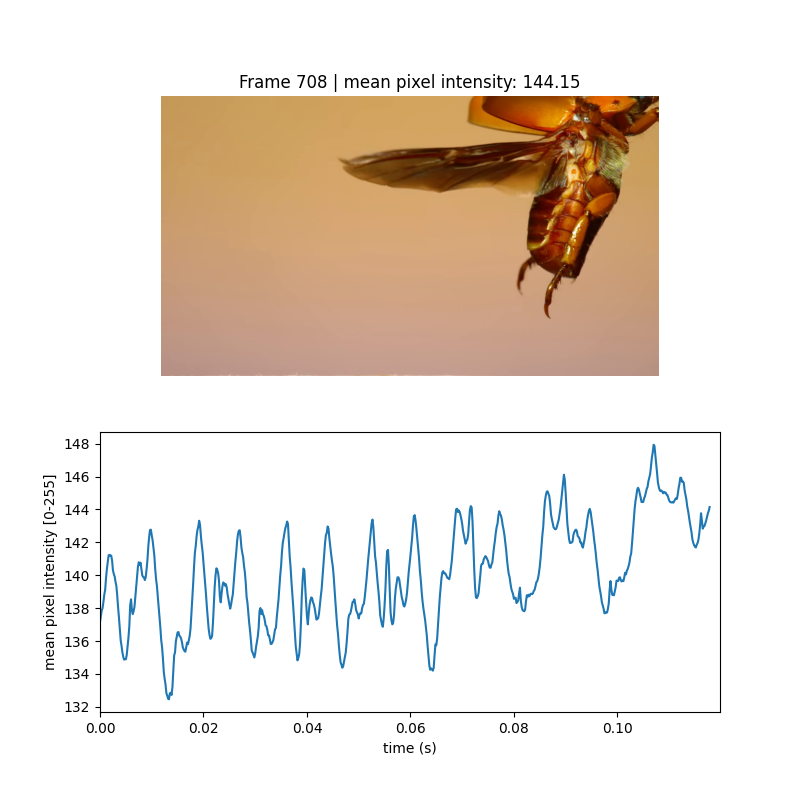 Frame 708 | mean pixel intensity: 144.15
148
146
144
142
140
138
136
134
132
mean pixel intensity [0-255]
0.00 0.02 0.04 0.06 0.08 0.10
time (s)